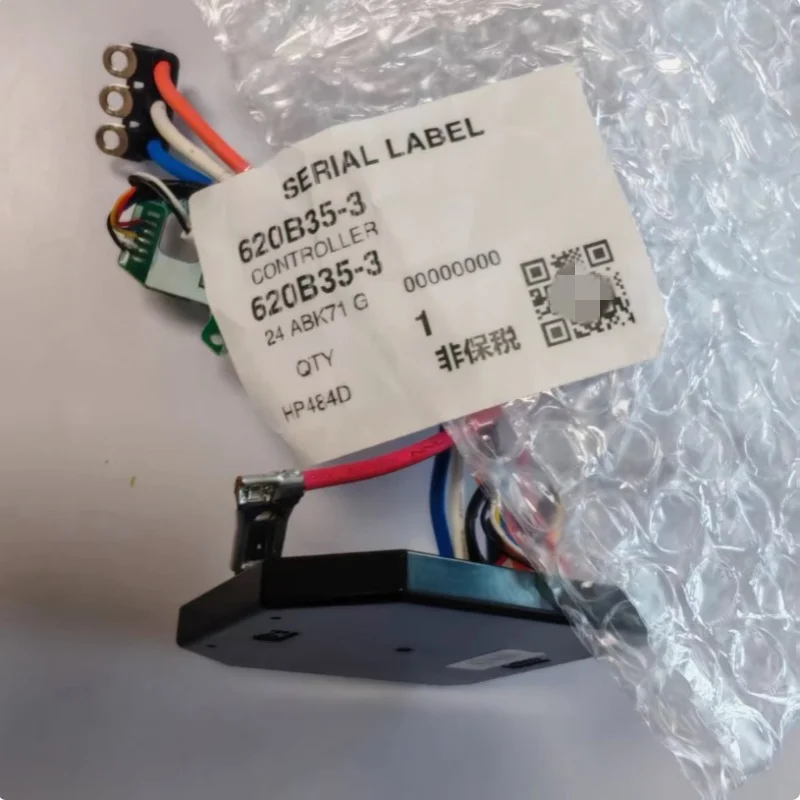 SERIAL LABEL
620B35-3
CONTROLLER
620B35-3 00000000
24 ABK71 G 1
QTY 非保税
HP484D